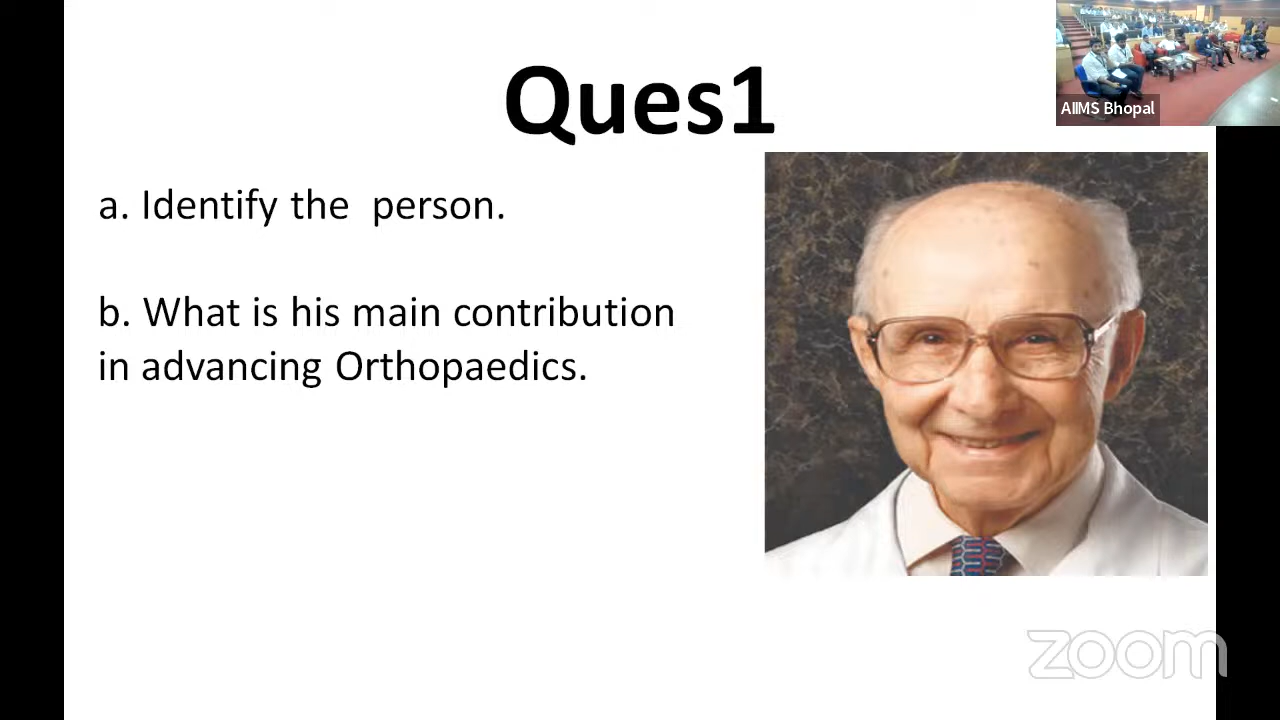 Ques1
AIIMS Bhopal
a. Identify the person.
b. What is his main contribution
in advancing Orthopaedics.
zoom